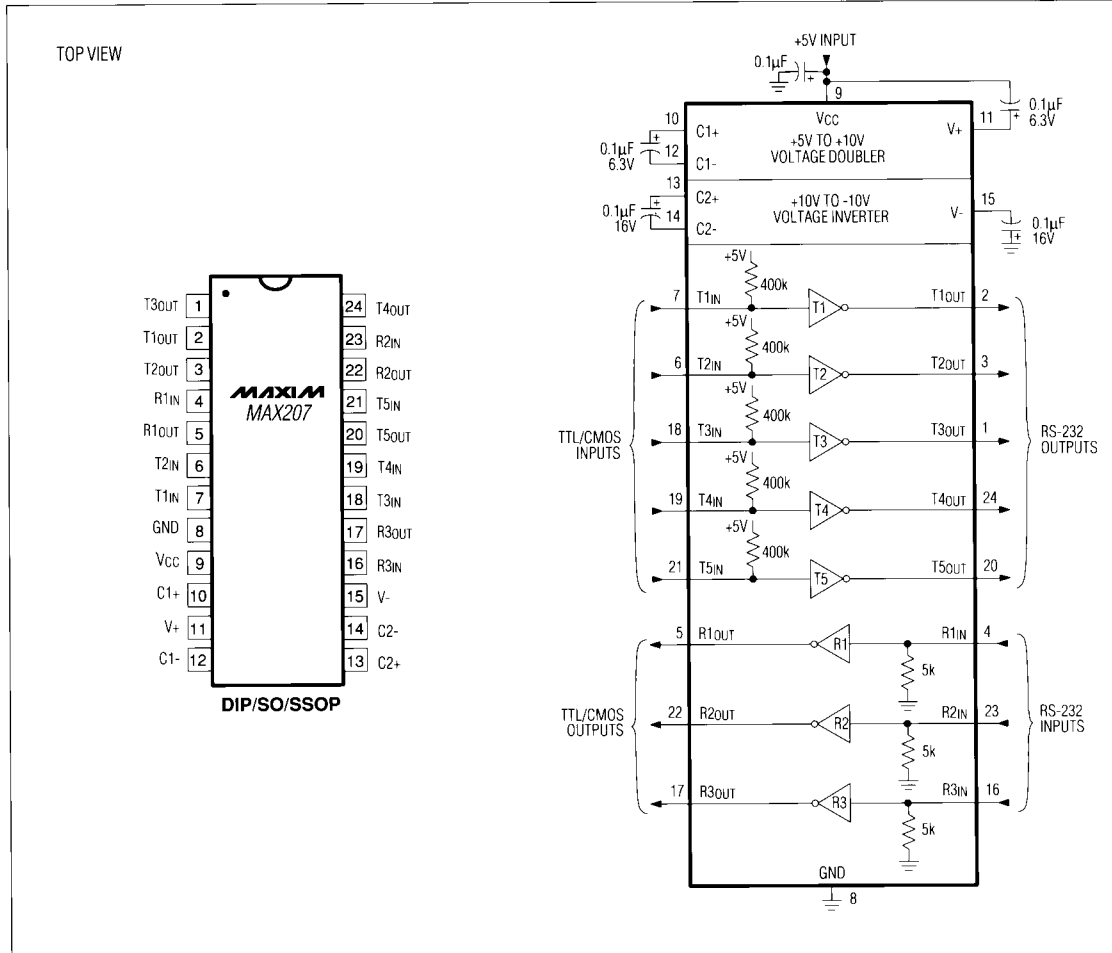 TOP VIEW
T3OUT 1
T1OUT 2
T2OUT 3
R1IN 4
R1OUT 5
T2IN 6
T1IN 7
GND 8
VCC 9
C1+ 10
V+ 11
C1- 12
MAXIM
MAX207
24 T4OUT
23 R2IN
22 R2OUT
21 T5IN
20 T5OUT
19 T4IN
18 T3IN
17 R3OUT
16 R3IN
15 V-
14 C2-
13 C2+
DIP/SO/SSOP
+5V INPUT
0.1µF
+
9
VCC
+5V TO +10V
VOLTAGE DOUBLER
10 C1+
+
0.1µF
6.3V
12 C1-
V+ 11
0.1µF
6.3V
+
13 C2+
+
0.1µF
16V
14 C2-
+10V TO -10V
VOLTAGE INVERTER
V- 15
0.1µF
16V
+
+5V
400k
7 T1IN T1 T1OUT 2
+5V
400k
6 T2IN T2 T2OUT 3
+5V
400k
18 T3IN T3 T3OUT 1
+5V
400k
19 T4IN T4 T4OUT 24
+5V
400k
21 T5IN T5 T5OUT 20
TTL/CMOS
INPUTS
RS-232
OUTPUTS
5 R1OUT R1 R1IN 4
5k
22 R2OUT R2 R2IN 23
5k
17 R3OUT R3 R3IN 16
5k
TTL/CMOS
OUTPUTS
RS-232
INPUTS
GND
8